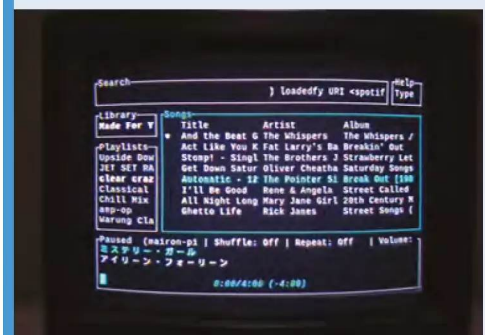 Search
Help
} loadedfy URI <spotif
Type
Library
Made For Y
Playlists
Upside Dow
JET SET RA
clear craz
Classical
Chill Mix
amp-op
Warung Cla
Songs
Title Artist Album
♥ And the Beat G The Whispers The Whispers /
Act Like You K Fat Larry's Ba Breakin' Out
Stomp! - Singl The Brothers J Strawberry Let
Get Down Satur Oliver Cheatha Saturday Songs
Automatic - 12 The Pointer Si Break Out [198
I'll Be Good Rene & Angela Street Called
All Night Long Mary Jane Girl 20th Century M
Ghetto Life Rick James Street Songs (
Paused (mairon-pi | Shuffle: Off | Repeat: Off | Volume:
ミステリー・ガール
アイリーン・フォーリーン
0:00/4:00 (-4:00)